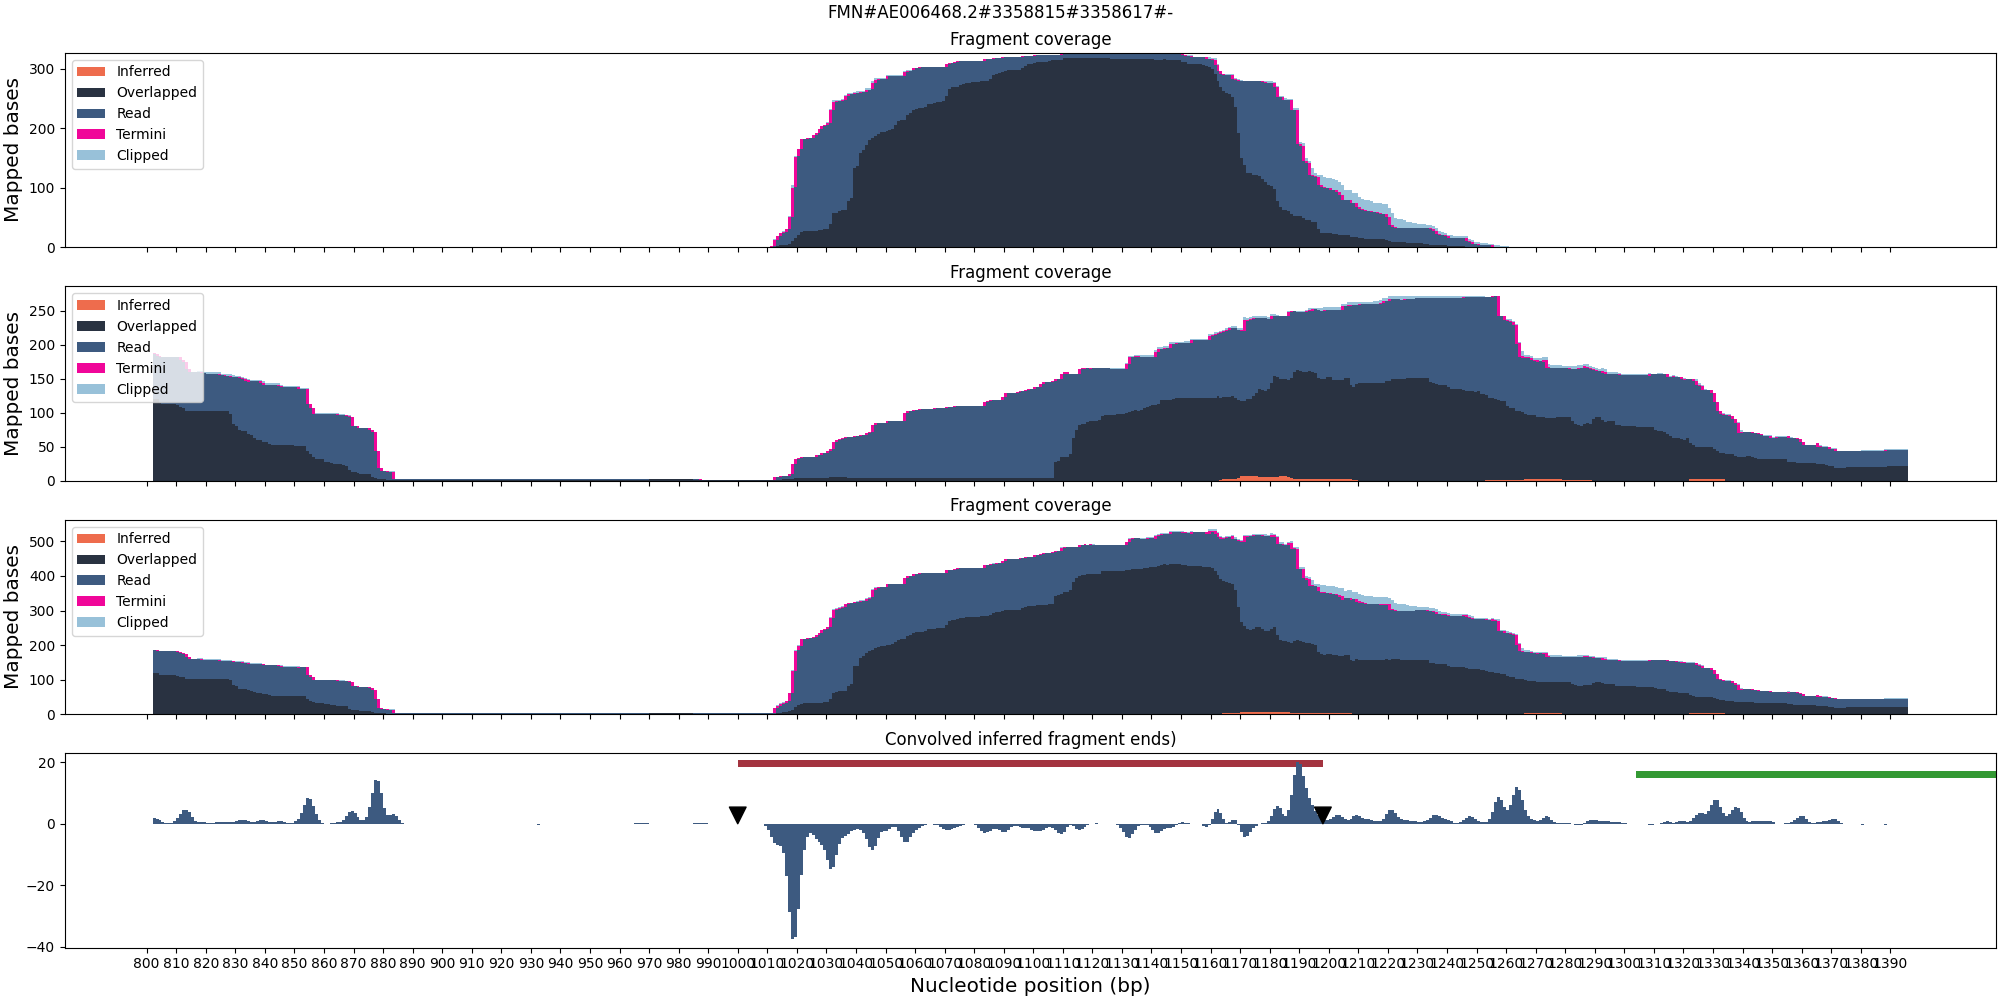 FMN#AE006468.2#3358815#3358617#-
Fragment coverage
Mapped bases
300
200
100
0
Inferred
Overlapped
Read
Termini
Clipped
Fragment coverage
Mapped bases
250
200
150
100
50
0
Inferred
Overlapped
Read
Termini
Clipped
Fragment coverage
Mapped bases
500
400
300
200
100
0
Inferred
Overlapped
Read
Termini
Clipped
Convolved inferred fragment ends)
20
0
−20
−40
800 810 820 830 840 850 860 870 880 890 900 910 920 930 940 950 960 970 980 990 1000 1010 1020 1030 1040 1050 1060 1070 1080 1090 1100 1110 1120 1130 1140 1150 1160 1170 1180 1190 1200 1210 1220 1230 1240 1250 1260 1270 1280 1290 1300 1310 1320 1330 1340 1350 1360 1370 1380 1390
Nucleotide position (bp)